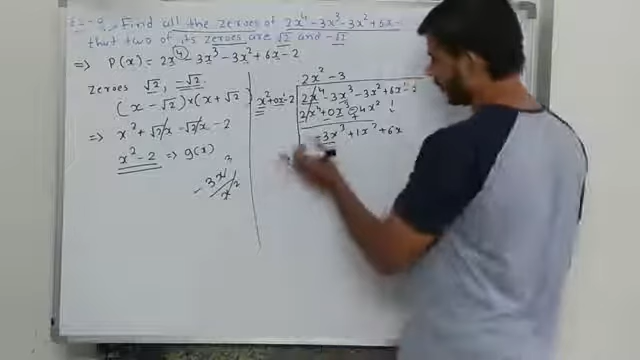 Find all the zeroes of 2x⁴-3x³-3x²+6x-
that two of its zeroes are √2 and -√2
⇒ P(x) = 2x⁴-3x³-3x²+6x-2
Zeroes √2, -√2
(x-√2)×(x+√2
⇒ x²+√2x-√2x-2
x²-2 ⇒ g(x)
-3x³/x²
2x²-3
x²+0x-2
2x⁴-3x³-3x²+6x-2
2x⁴+0x³-4x²
+
-3x³+1x²+6x